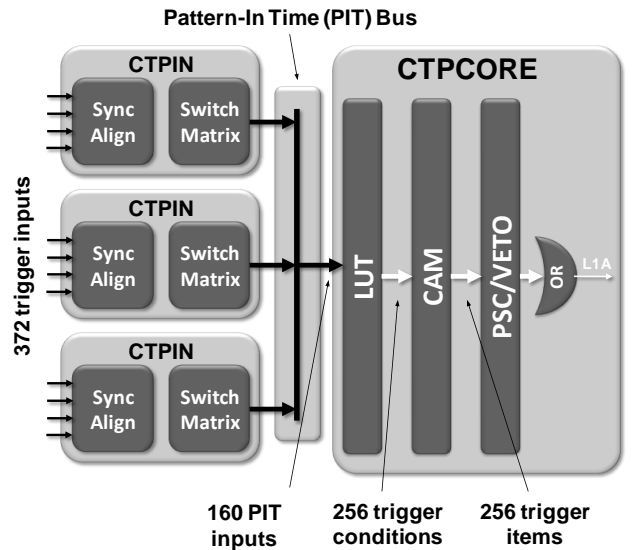 Pattern-In Time (PIT) Bus
CTPIN
Sync
Align
Switch
Matrix
CTPIN
Sync
Align
Switch
Matrix
CTPIN
Sync
Align
Switch
Matrix
372 trigger inputs
CTPCORE
LUT
CAM
PSC/VETO
OR
L1A
160 PIT
inputs
256 trigger
conditions
256 trigger
items